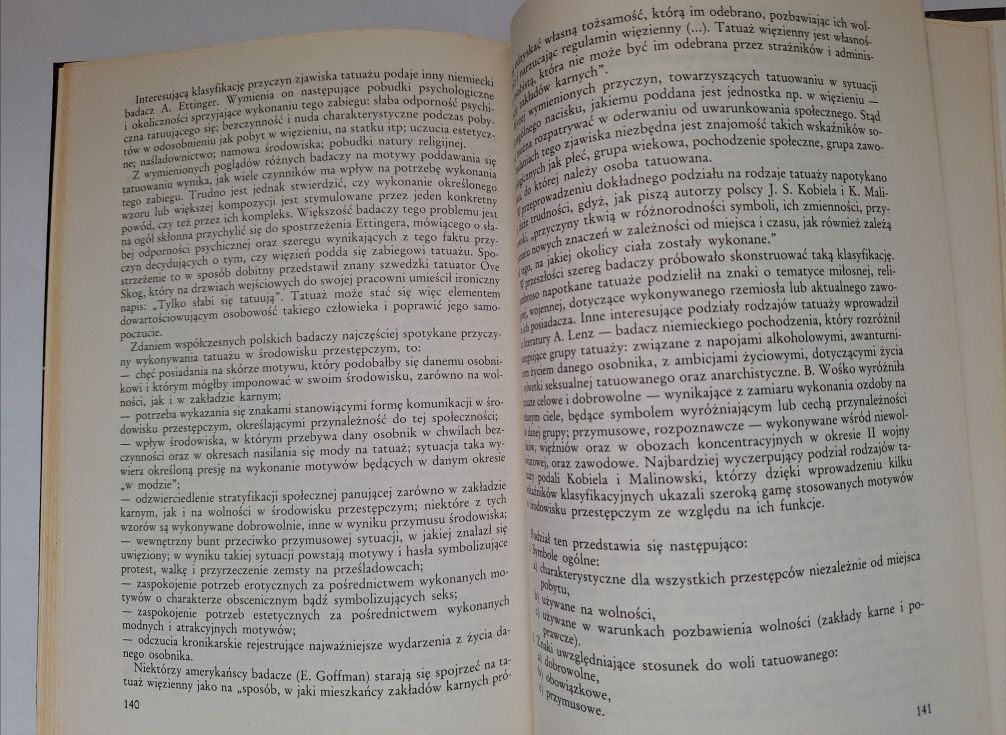 Interesującą klasyfikację przyczyn zjawiska tatuażu podaje inny niemiecki
badacz A. Ettinger. Wymienia on następujące pobudki psychologiczne
i okoliczności sprzyjające wykonaniu tego zabiegu: słaba odporność psychi-
czna tatuującego się; bezczynność i nuda charakterystyczne podczas poby-
tów w odosobnieniu jak pobyt w więzieniu, na statku itp; uczucia estetycz-
ne; naśladownictwo; namowa środowiska; pobudki natury religijnej.
Z wymienionych poglądów różnych badaczy na motywy poddawania się
tatuowaniu wynika, jak wiele czynników ma wpływ na potrzebę wykonania
tego zabiegu. Trudno jest jednak stwierdzić, czy wykonanie określonego
wzoru lub większej kompozycji jest stymulowane przez jeden konkretny
powód, czy też przez ich kompleks. Większość badaczy tego problemu jest
na ogół skłonna przychylić się do spostrzeżenia Ettingera, mówiącego o sła-
bej odporności psychicznej oraz szeregu wynikających z tego faktu przy-
czyn decydujących o tym, czy więzień podda się zabiegowi tatuażu. Spo-
strzeżenie to w sposób dobitny przedstawił znany szwedzki tatuator Ove
Skog, który na drzwiach wejściowych do swojej pracowni umieścił ironiczny
napis: „Tylko słabi się tatuują”. Tatuaż może stać się więc elementem
dowartościowującym osobowość takiego człowieka i poprawić jego samo-
poczucie.
Zdaniem współczesnych polskich badaczy najczęściej spotykane przyczy-
ny wykonywania tatuażu w środowisku przestępczym, to:
— chęć posiadania na skórze motywu, który podobałby się danemu osobni-
kowi i którym mógłby imponować w swoim środowisku, zarówno na wol-
ności, jak i w zakładzie karnym;
— potrzeba wykazania się znakami stanowiącymi formę komunikacji w śro-
dowisku przestępczym, określającymi przynależność do tej społeczności;
— wpływ środowiska, w którym przebywa dany osobnik w chwilach bez-
czynności oraz w okresach nasilania się mody na tatuaż; sytuacja taka wy-
wiera określoną presję na wykonanie motywów będących w danym okresie
„w modzie”;
— odzwierciedlenie stratyfikacji społecznej panującej zarówno w zakładzie
karnym, jak i na wolności w środowisku przestępczym; niektóre z tych
wzorów są wykonywane dobrowolnie, inne w wyniku przymusu środowiska;
— wewnętrzny bunt przeciwko przymusowej sytuacji, w jakiej znalazł się
uwięziony; w wyniku takiej sytuacji powstają motywy i hasła symbolizujące
protest, walkę i przyrzeczenie zemsty na prześladowcach;
— zaspokojenie potrzeb erotycznych za pośrednictwem wykonanych mo-
tywów o charakterze obscenicznym bądź symbolizujących seks;
— zaspokojenie potrzeb estetycznych za pośrednictwem wykonanych
modnych i atrakcyjnych motywów;
— odczucia kronikarskie rejestrujące najważniejsze wydarzenia z życia da-
nego osobnika.
Niektórzy amerykańscy badacze (E. Goffman) starają się spojrzeć na ta-
tuaż więzienny jako na „sposób, w jaki mieszkańcy zakładów karnych pró-
140
własną tożsamość, którą im odebrano, pozbawiając ich wol-
narzucając regulamin więzienny (...). Tatuaż więzienny jest własnoś-
która nie może być im odebrana przez strażników i adminis-
zakładów karnych”.
wymienionych przyczyn, towarzyszących tatuowaniu w sytuacji
nacisku, jakiemu poddana jest jednostka np. w więzieniu —
rozpatrywać w oderwaniu od uwarunkowania społecznego. Stąd
tego zjawiska niezbędna jest znajomość takich wskaźników so-
jak płeć, grupa wiekowa, pochodzenie społeczne, grupa zawo-
do której należy osoba tatuowana.
przeprowadzeniu dokładnego podziału na rodzaje tatuaży napotykano
trudności, gdyż, jak piszą autorzy polscy J. S. Kobiela i K. Mali-
„przyczyny tkwią w różnorodności symboli, ich zmienności, przy-
nowych znaczeń w zależności od miejsca i czasu, jak również zależą
tego, na jakiej okolicy ciała zostały wykonane.”
przeszłości szereg badaczy próbowało skonstruować taką klasyfikację.
napotkane tatuaże podzielił na znaki o tematyce miłosnej, reli-
wojennej, dotyczące wykonywanego rzemiosła lub aktualnego zawo-
ich posiadacza. Inne interesujące podziały rodzajów tatuaży wprowadził
literatury A. Lenz — badacz niemieckiego pochodzenia, który rozróżnił
grupy tatuaży: związane z napojami alkoholowymi, awanturni-
życiem danego osobnika, z ambicjami życiowymi, dotyczącymi życia
seksualnej tatuowanego oraz anarchistyczne. B. Wośko wyróżniła
celowe i dobrowolne — wynikające z zamiaru wykonania ozdoby na
ciele, będące symbolem wyróżniającym lub cechą przynależności
danej grupy; przymusowe, rozpoznawcze — wykonywane wśród niewol-
więźniów oraz w obozach koncentracyjnych w okresie II wojny
oraz zawodowe. Najbardziej wyczerpujący podział rodzajów ta-
podali Kobiela i Malinowski, którzy dzięki wprowadzeniu kilku
klasyfikacyjnych ukazali szeroką gamę stosowanych motywów
środowisku przestępczym ze względu na ich funkcje.
Podział ten przedstawia się następująco:
Symbole ogólne:
a) charakterystyczne dla wszystkich przestępców niezależnie od miejsca
pobytu,
b) używane na wolności,
c) używane w warunkach pozbawienia wolności (zakłady karne i po-
prawcze).
2. Znaki uwzględniające stosunek do woli tatuowanego:
a) dobrowolne,
b) obowiązkowe,
c) przymusowe.
141